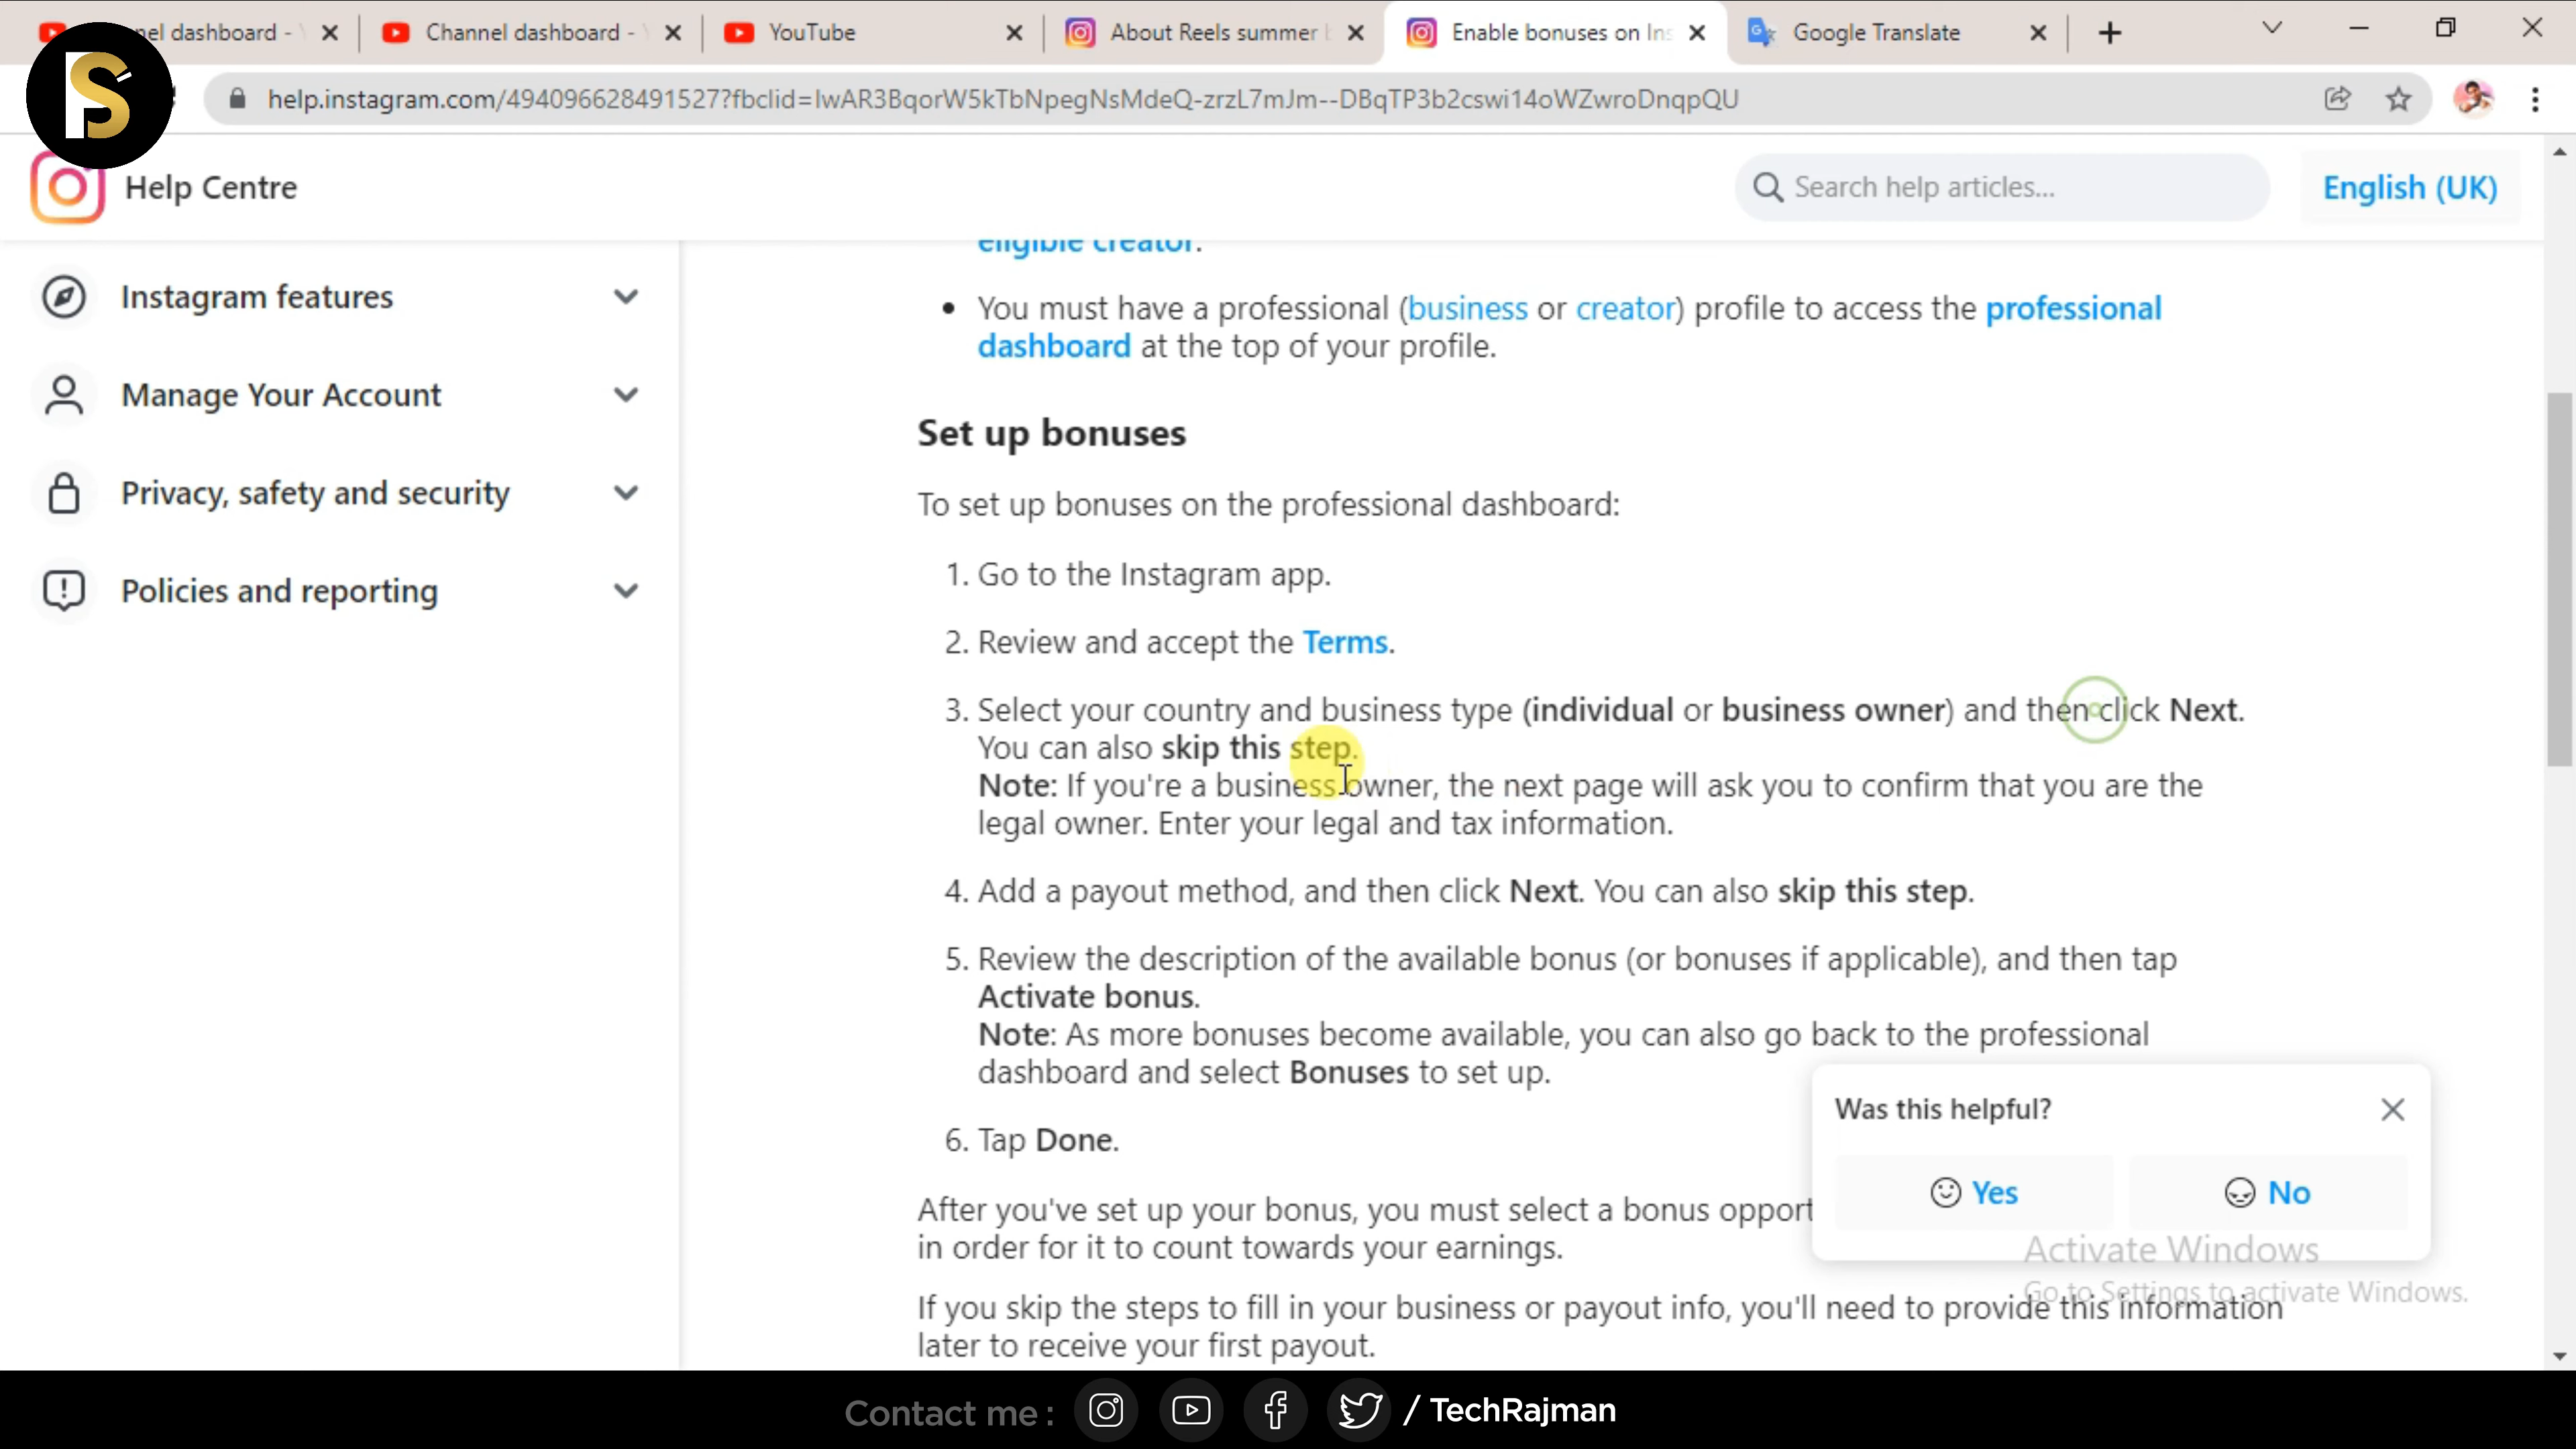 nel dashboard -
Channel dashboard -
YouTube
About Reels summer
Enable bonuses on Ins
Google Translate
help.instagram.com/494096628491527?fbclid=IwAR3BqorW5kTbNpegNsMdeQ-zrzL7mJm--DBqTP3b2cswi14oWZwroDnqpQU
PS
Help Centre
Search help articles...
English (UK)
Instagram features
Manage Your Account
Privacy, safety and security
Policies and reporting
eligible creator.
• You must have a professional (business or creator) profile to access the professional
dashboard at the top of your profile.
Set up bonuses
To set up bonuses on the professional dashboard:
1. Go to the Instagram app.
2. Review and accept the Terms.
3. Select your country and business type (individual or business owner) and then click Next.
You can also skip this step.
Note: If you're a business owner, the next page will ask you to confirm that you are the
legal owner. Enter your legal and tax information.
4. Add a payout method, and then click Next. You can also skip this step.
5. Review the description of the available bonus (or bonuses if applicable), and then tap
Activate bonus.
Note: As more bonuses become available, you can also go back to the professional
dashboard and select Bonuses to set up.
6. Tap Done.
After you've set up your bonus, you must select a bonus opport
in order for it to count towards your earnings.
If you skip the steps to fill in your business or payout info, you'll need to provide this information
later to receive your first payout.
Was this helpful?
Yes
No
Activate Windows
Go to Settings to activate Windows.
Contact me :
/ TechRajman